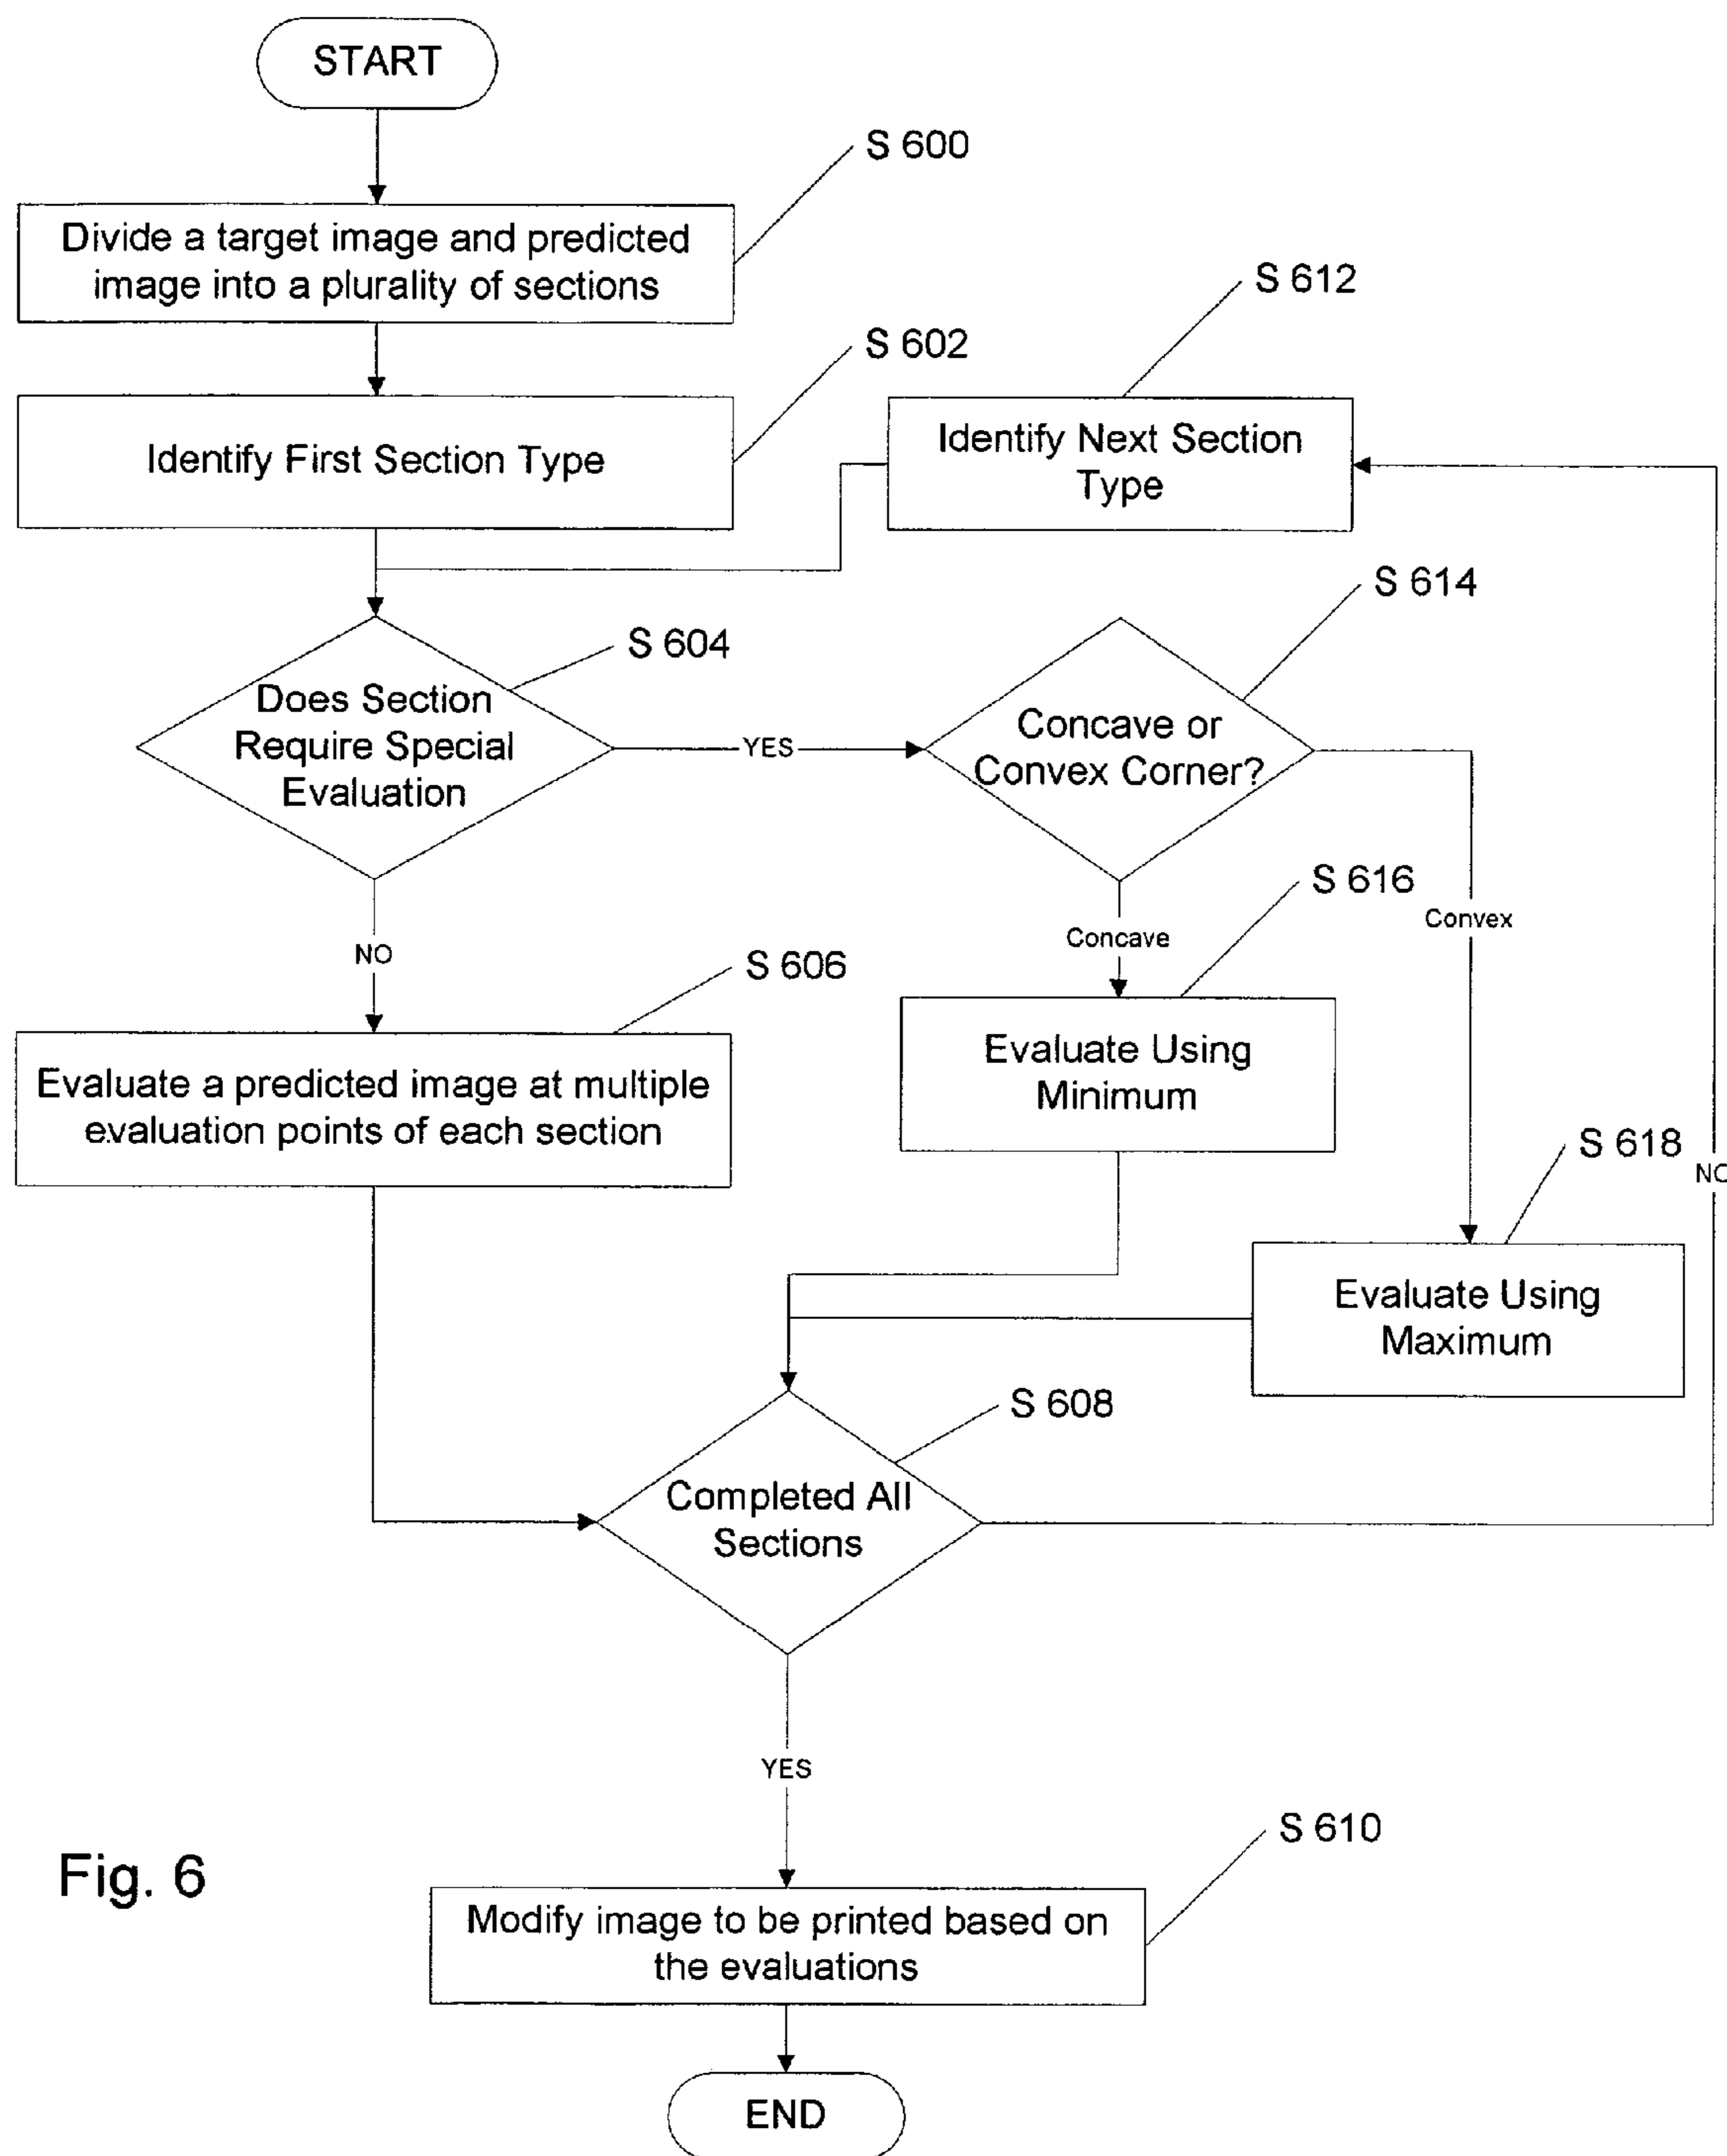 START
S 600
Divide a target image and predicted
image into a plurality of sections
S 612
S 602
Identify First Section Type
Identify Next Section
Type
S 614
S 604
Does Section
Require Special
Evaluation
YES
Concave or
Convex Corner?
S 616
Convex
Concave
NO
S 606
Evaluate a predicted image at multiple
evaluation points of each section
Evaluate Using
Minimum
S 618
NO
Evaluate Using
Maximum
S 608
Completed All
Sections
YES
S 610
Fig. 6
Modify image to be printed based on
the evaluations
END